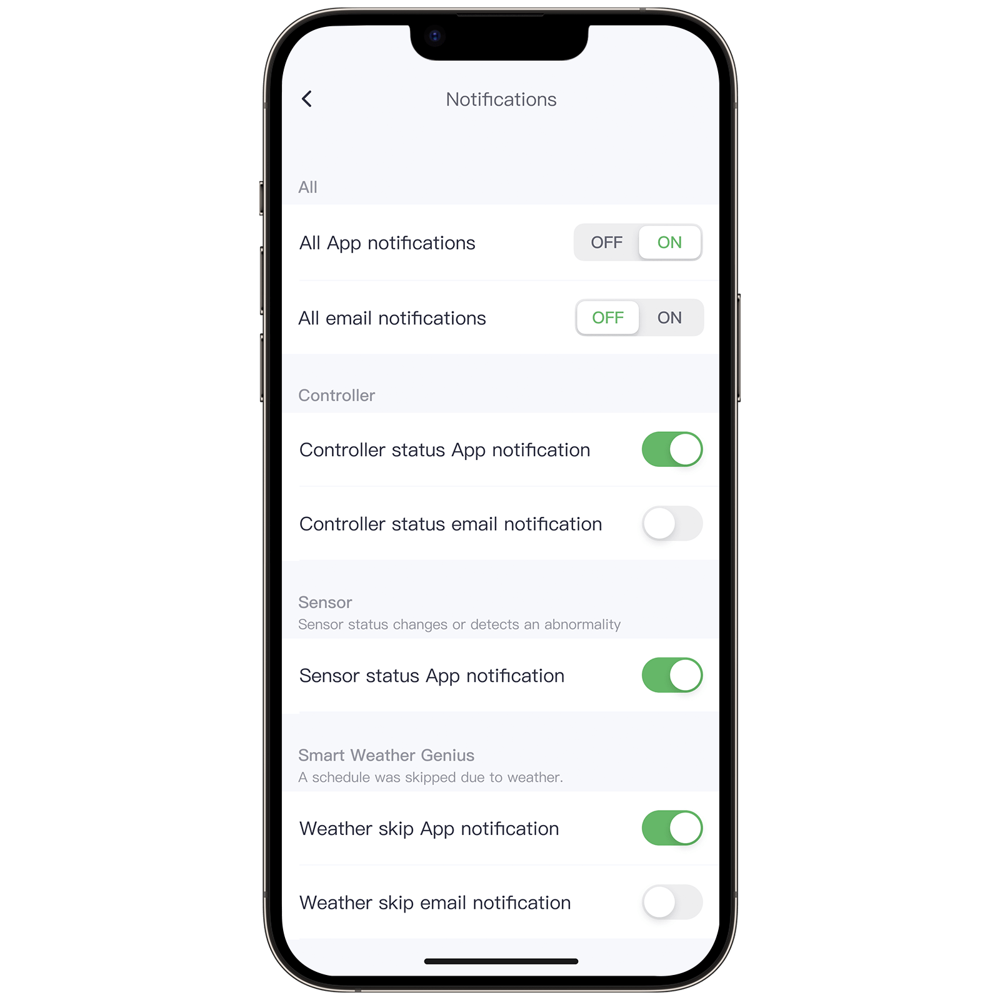 Notifications
All
All App notifications OFF ON
All email notifications OFF ON
Controller
Controller status App notification
Controller status email notification
Sensor
Sensor status changes or detects an abnormality
Sensor status App notification
Smart Weather Genius
A schedule was skipped due to weather.
Weather skip App notification
Weather skip email notification